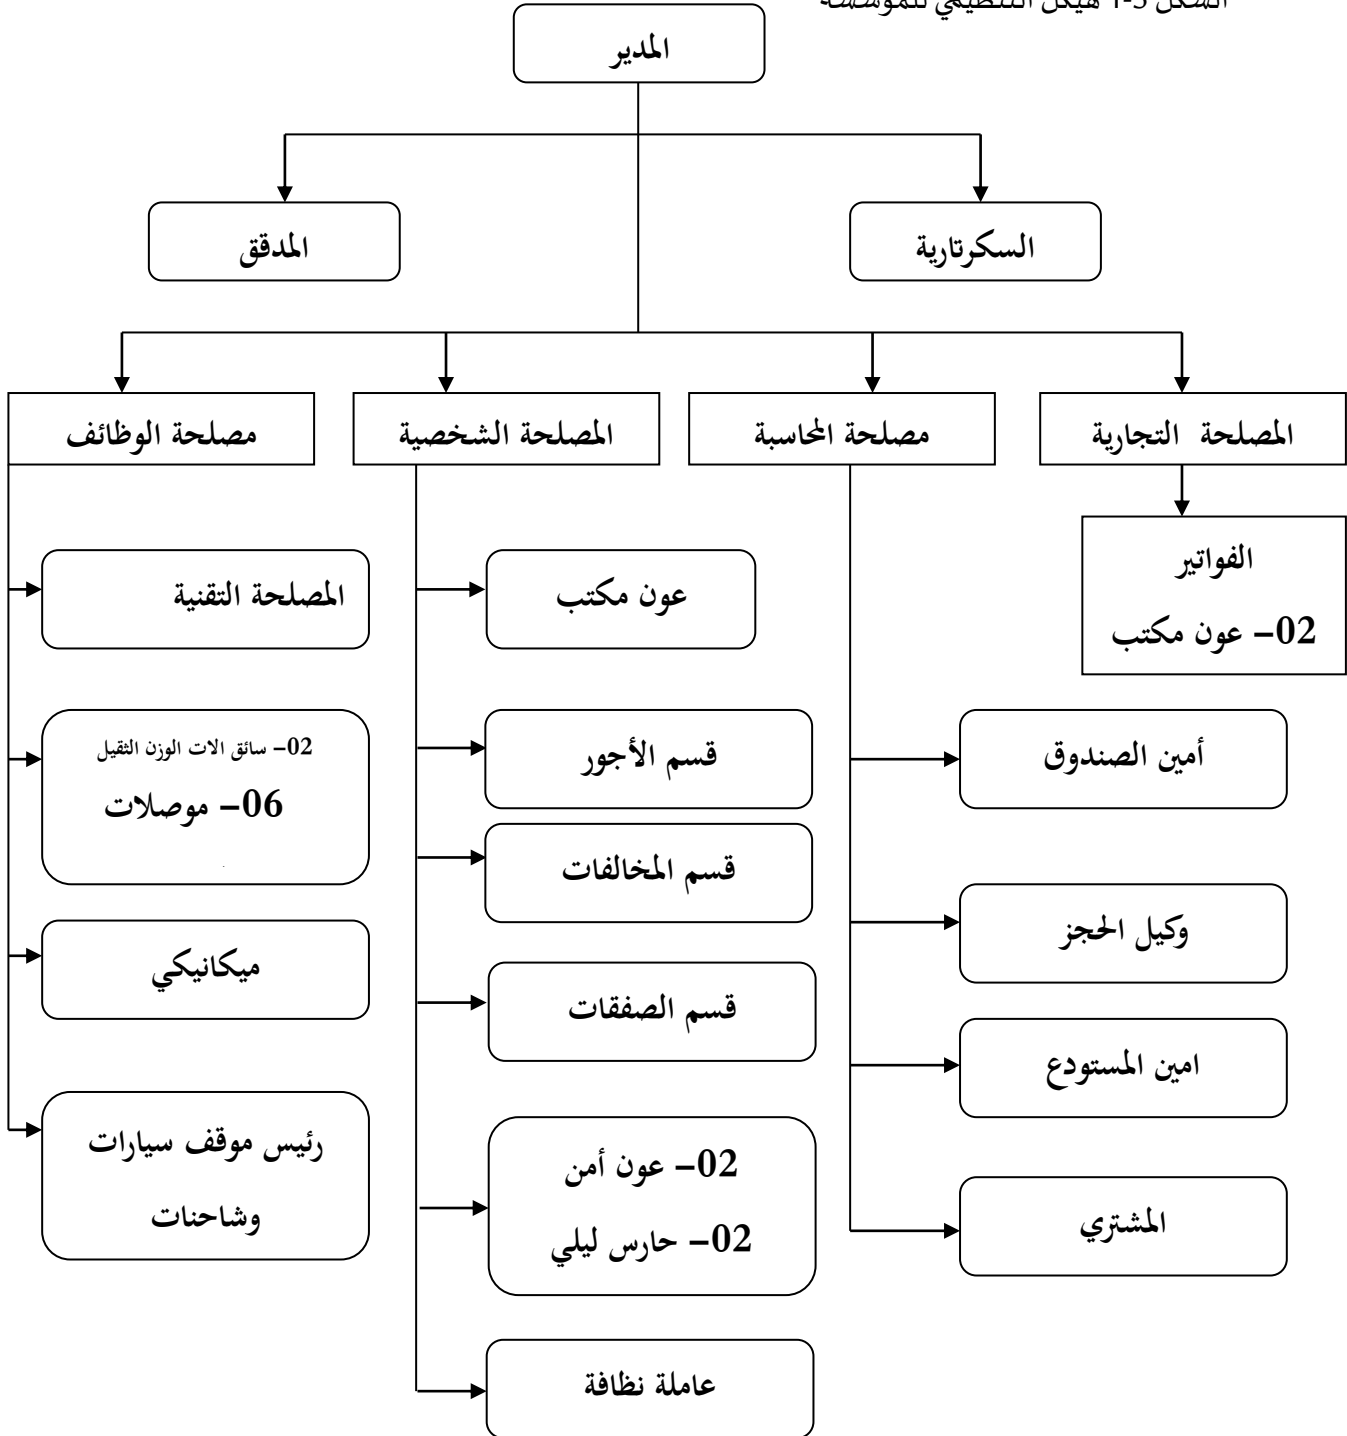 الشكل 3-1 هيكل التنظيمي للمؤسسة
المدير
السكرتارية
المدقق
المصلحة التجارية
مصلحة المحاسبة
المصلحة الشخصية
مصلحة الوظائف
الفواتير
02- عون مكتب
أمين الصندوق
وكيل الحجز
امين المستودع
المشتري
عون مكتب
قسم الأجور
قسم المخالفات
قسم الصفقات
02- عون أمن
02- حارس ليلي
عاملة نظافة
المصلحة التقنية
02- سائق الات الوزن الثقيل
06- موصلات
ميكانيكي
رئيس موقف سيارات
وشاحنات